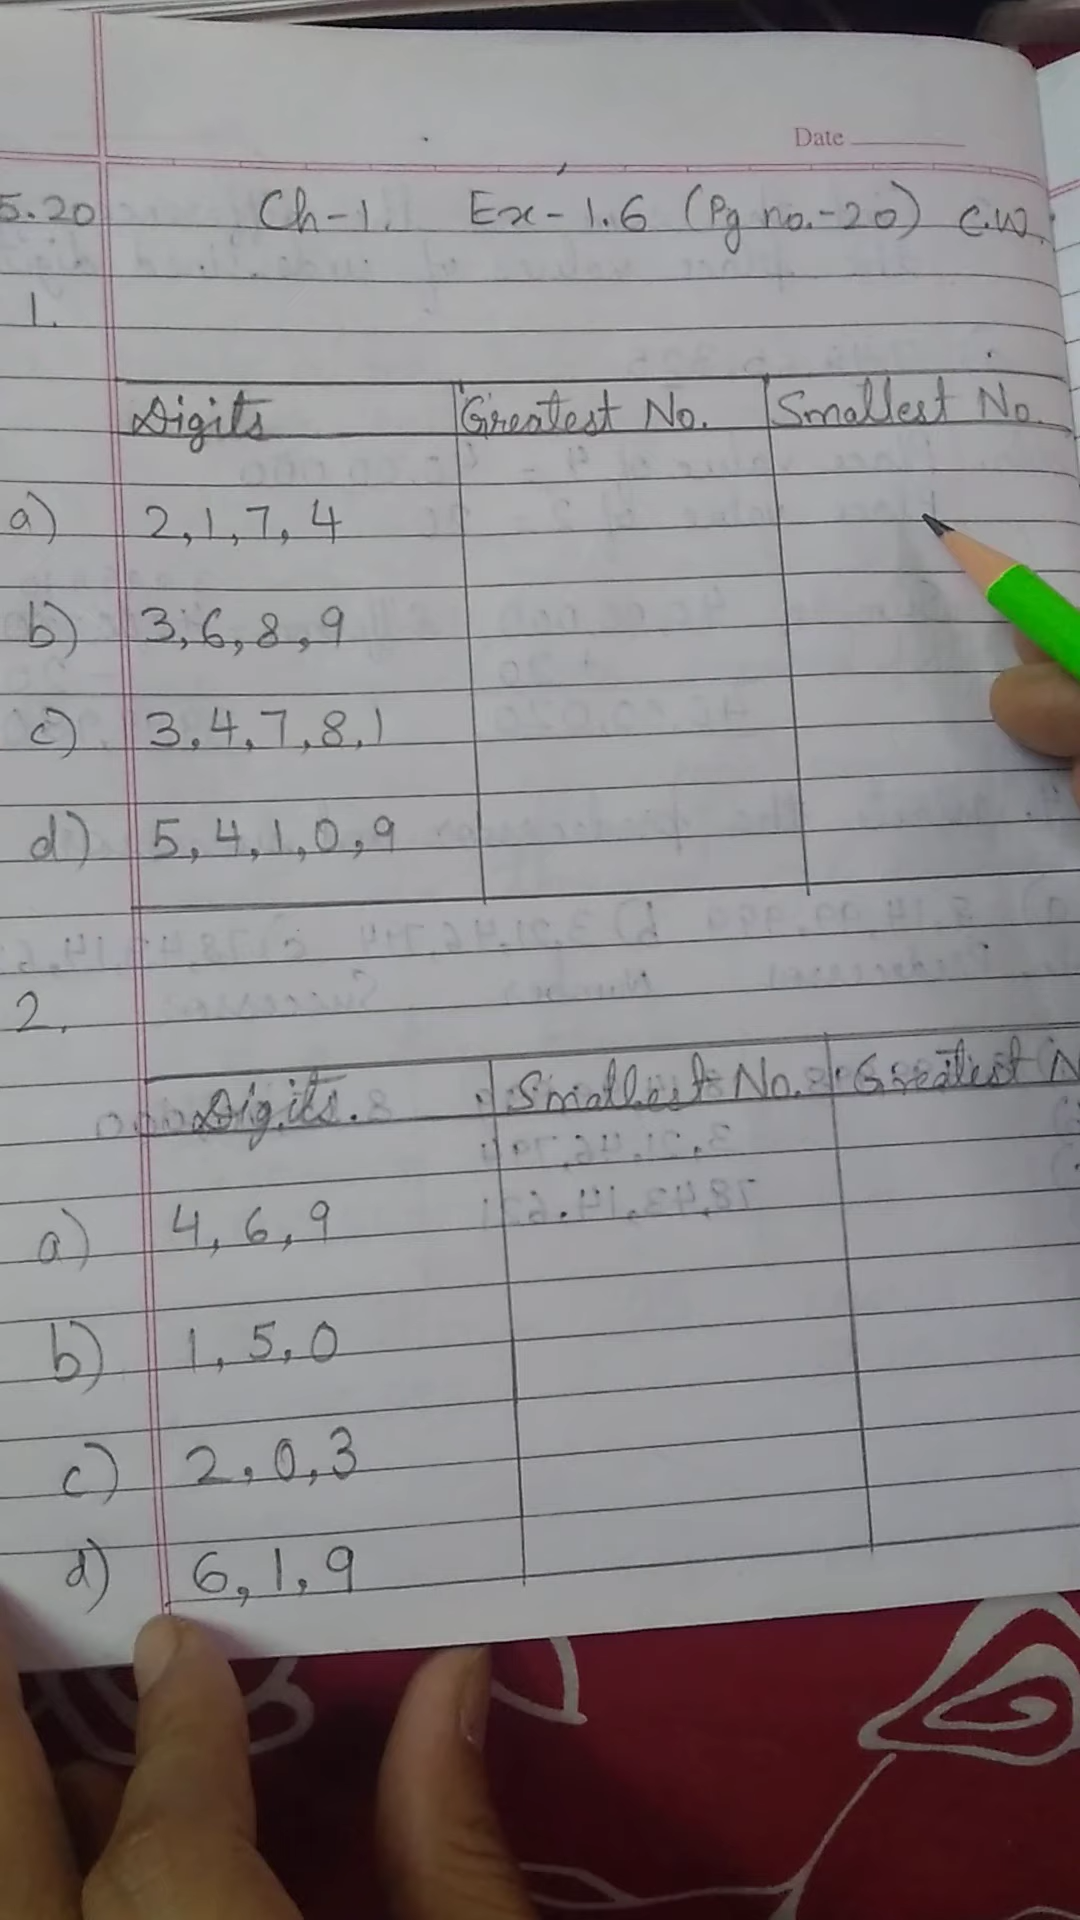 Date
5.20 Ch-1. Ex-1.6 (Pg no.-20) C.W.
1.
Digits Greatest No. Smallest No.
a) 2,1,7,4
b) 3,6,8,9
c) 3,4,7,8,1
d) 5,4,1,0,9
2.
Digits. Smallest No. Greatest N
a) 4,6,9
b) 1,5,0
c) 2,0,3
d) 6,1,9